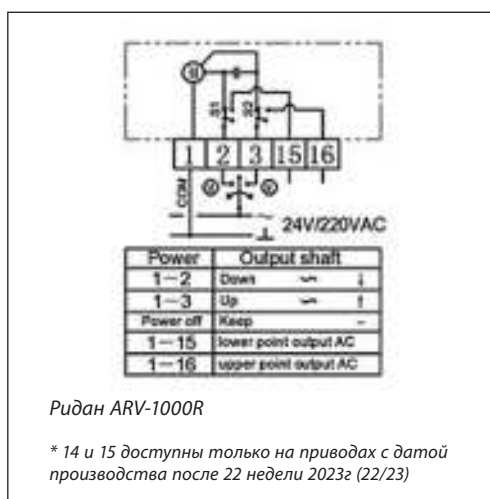 S1 S2
1 2 3 15 16
COM
24V/220VAC
Power Output shaft
1~2 Down ↓
1~3 Up ↑
Power off Keep -
1~15 lower point output AC
1~16 upper point output AC
Ридан ARV-1000R
* 14 и 15 доступны только на приводах с датой
производства после 22 недели 2023г (22/23)